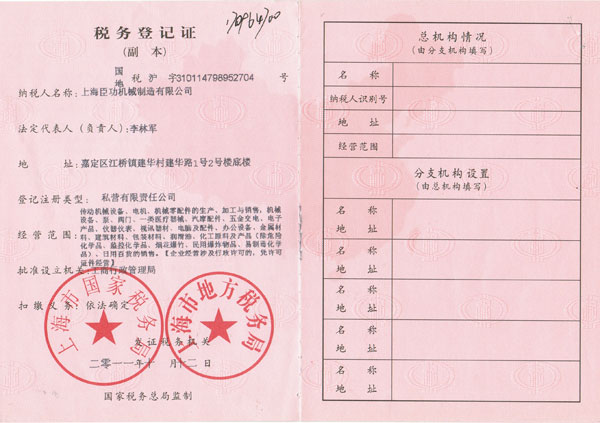 税务登记证
(副 本)
国
地 税 沪 字310114798952704 号
纳税人名称：上海臣功机械制造有限公司
法定代表人（负责人）：李林军
地 址：嘉定区江桥镇建华村建华路1号2号楼底楼
登记注册类型：私营有限责任公司
传动机械设备、电机、机械零配件的生产、加工与销售，机械
设备、泵、阀门、一类医疗器械、汽摩配件、五金交电、电子
产品、仪器仪表、视讯器材、电脑及配件、办公设备、金属材
料、建筑材料、包装材料、润滑油、化工原料及产品（除危险
经营范围：化学品、监控化学品、烟花爆竹、民用爆炸物品、易制毒化学
品）、日用百货的销售。【企业经营涉及行政许可的，凭许可
证件经营】
批准设立机关：工商行政管理局
扣缴义务：依法确定
发证税务机关
上海市国家税务局
上海市地方税务局
二零一一年十 月十二日
国家税务总局监制
总机构情况
（由分支机构填写）
名 称
纳税人识别号
地 址
经营范围
分支机构设置
（由总机构填写）
名 称
地 址
名 称
地 址
名 称
地 址
名 称
地 址
名 称
地 址